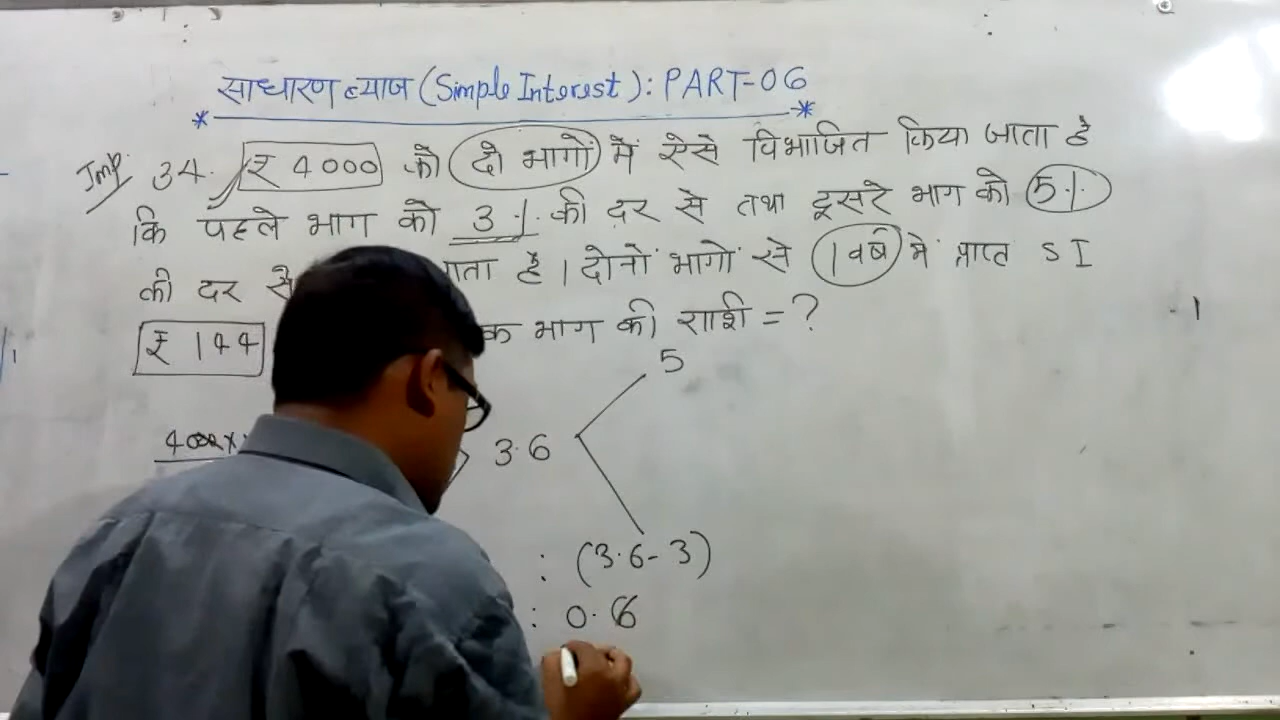 साधारण ब्याज (Simple Interest): PART-06
Imp. 34. ₹ 4000 को दो भागों में ऐसे विभाजित किया जाता है
कि पहले भाग को 3%. की दर से तथा दूसरे भाग को 5%
की दर से है। दोनों भागों से 1 वर्ष में प्राप्त SI
₹ 144 भाग की राशी = ?
5
3.6
: (3.6-3)
: 0.6